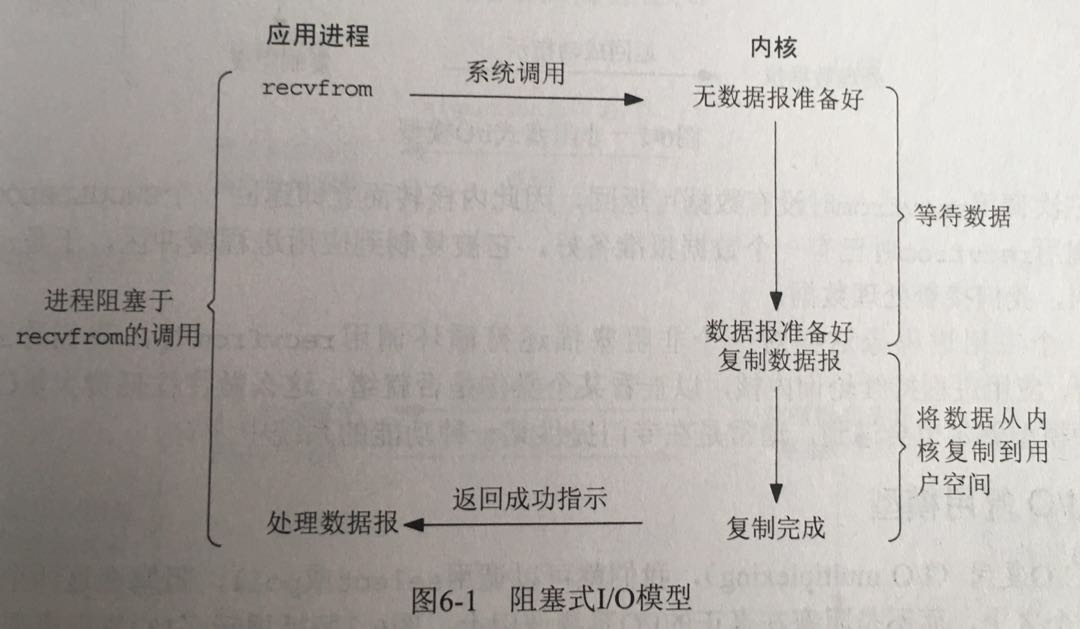 应用进程
内核
recvfrom
系统调用
无数据报准备好
等待数据
进程阻塞于
recvfrom的调用
数据报准备好
复制数据报
将数据从内
核复制到用
户空间
处理数据报
返回成功指示
复制完成
图6-1 阻塞式I/O模型